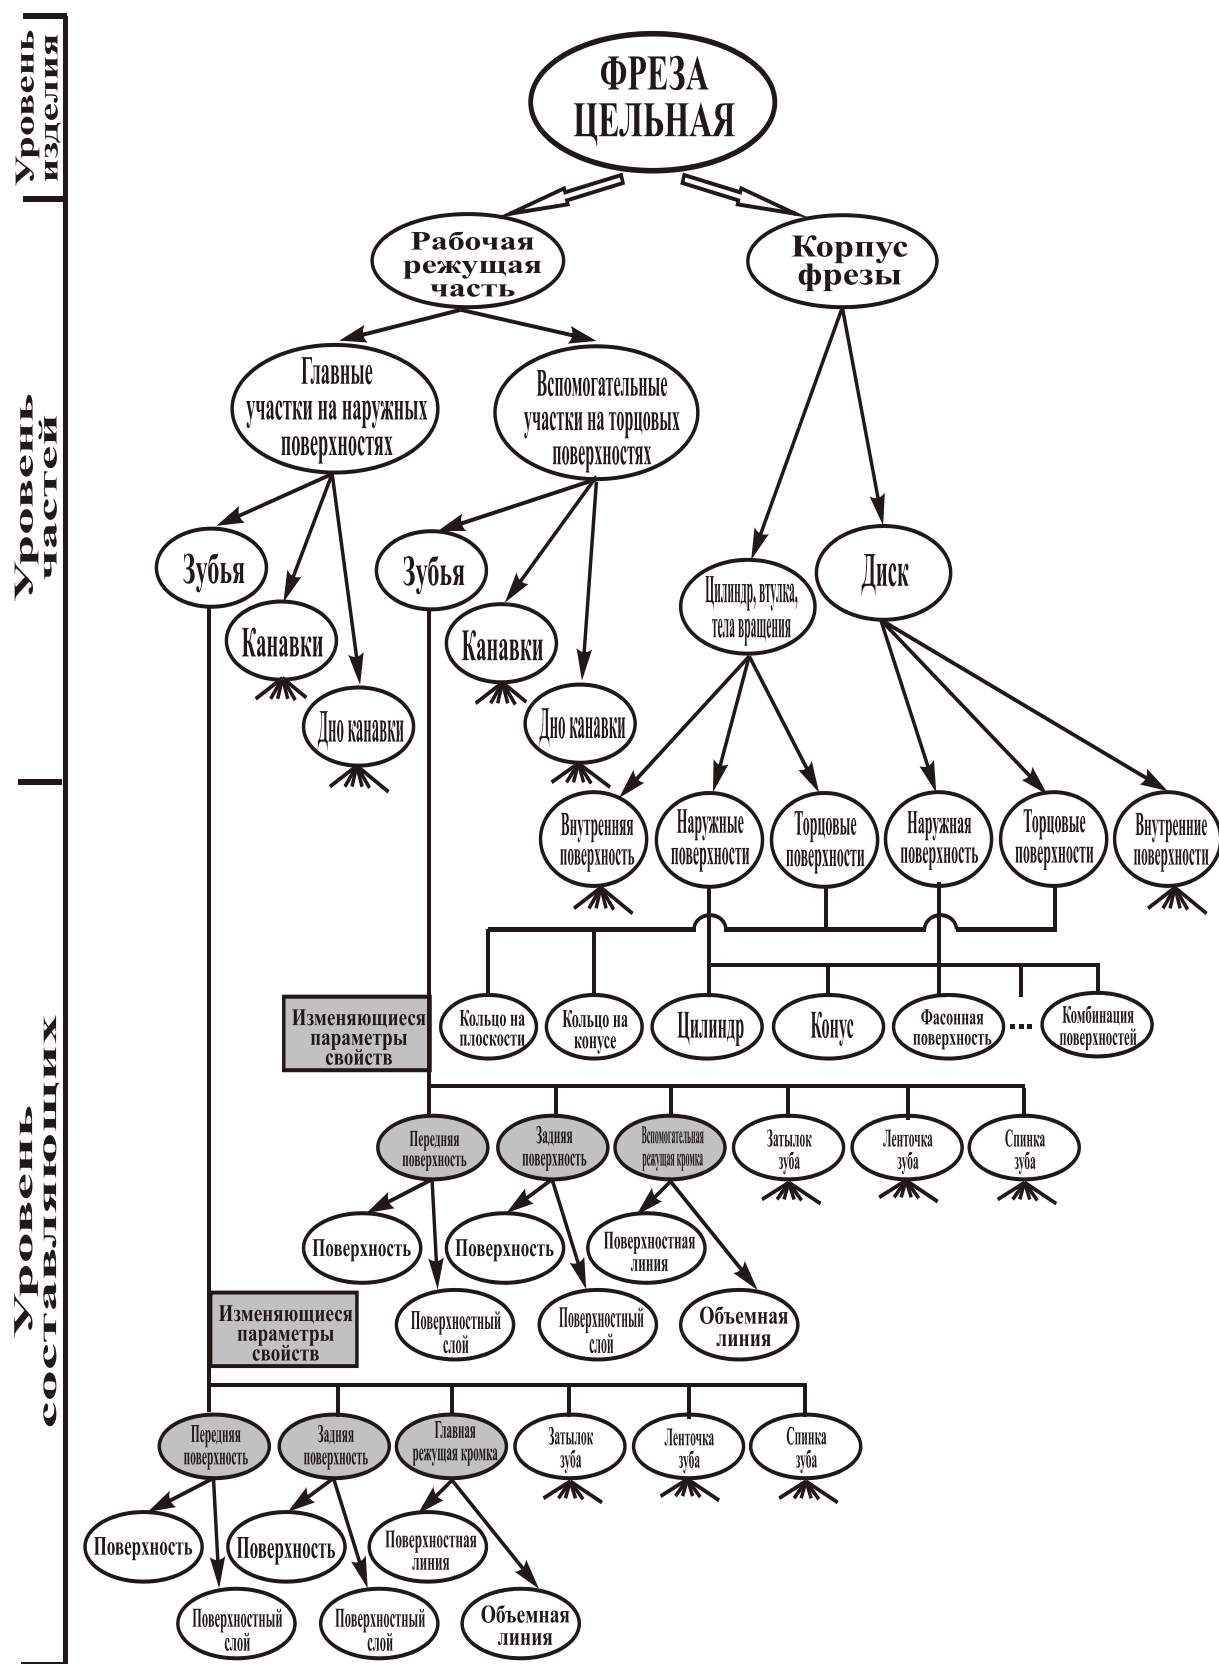 Уровень
изделия
ФРЕЗА
ЦЕЛЬНАЯ
Уровень
частей
Рабочая
режущая
часть
Корпус
фрезы
Главные
участки на наружных
поверхностях
Вспомогательные
участки на торцовых
поверхностях
Зубья
Канавки
Дно канавки
Зубья
Канавки
Дно канавки
Цилиндр, втулка,
тела вращения
Диск
Уровень
составляющих
Внутренняя
поверхность
Наружные
поверхности
Торцовые
поверхности
Наружная
поверхность
Торцовые
поверхности
Внутренние
поверхности
Изменяющиеся
параметры
свойств
Кольцо на
плоскости
Кольцо на
конусе
Цилиндр
Конус
Фасонная
поверхность
...
Комбинация
поверхностей
Передняя
поверхность
Задняя
поверхность
Вспомогательная
режущая кромка
Затылок
зуба
Ленточка
зуба
Спинка
зуба
Поверхность
Поверхность
Поверхностная
линия
Поверхностный
слой
Поверхностный
слой
Объемная
линия
Изменяющиеся
параметры
свойств
Передняя
поверхность
Задняя
поверхность
Главная
режущая кромка
Затылок
зуба
Ленточка
зуба
Спинка
зуба
Поверхность
Поверхность
Поверхностная
линия
Поверхностный
слой
Поверхностный
слой
Объемная
линия